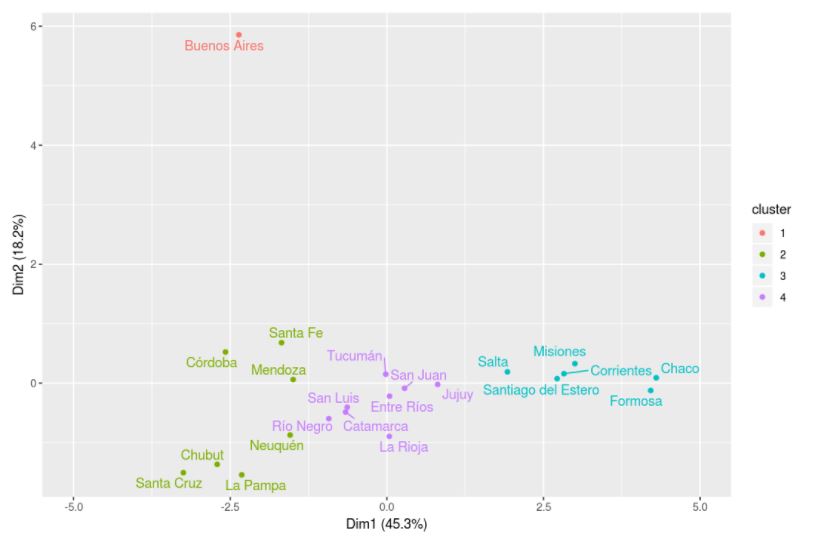 6
Buenos Aires
4
Dim2 (18.2%)
2
cluster
1
2
3
4
Santa Fe
Córdoba
Tucumán
Misiones
Salta
Mendoza
San Juan
Corrientes
Chaco
0
Santiago del Estero
Jujuy
San Luis
Entre Ríos
Formosa
Río Negro
Catamarca
Neuquén
La Rioja
Chubut
Santa Cruz
La Pampa
-5.0
-2.5
0.0
2.5
5.0
Dim1 (45.3%)